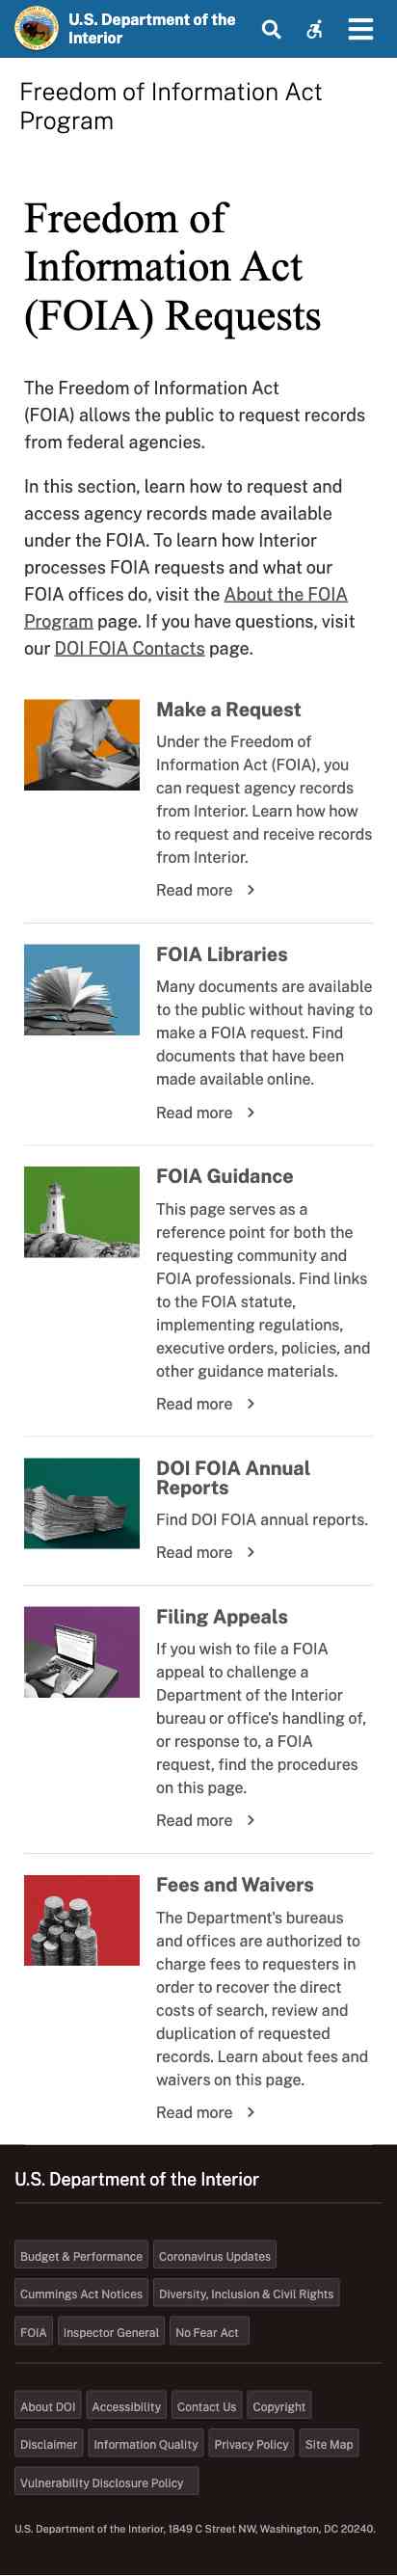 U.S. Department of the
Interior
Freedom of Information Act
Program
Freedom of
Information Act
(FOIA) Requests
The Freedom of Information Act
(FOIA) allows the public to request records
from federal agencies.
In this section, learn how to request and
access agency records made available
under the FOIA. To learn how Interior
processes FOIA requests and what our
FOIA offices do, visit the About the FOIA
Program page. If you have questions, visit
our DOI FOIA Contacts page.
Make a Request
Under the Freedom of
Information Act (FOIA), you
can request agency records
from Interior. Learn how how
to request and receive records
from Interior.
Read more
FOIA Libraries
Many documents are available
to the public without having to
make a FOIA request. Find
documents that have been
made available online.
Read more
FOIA Guidance
This page serves as a
reference point for both the
requesting community and
FOIA professionals. Find links
to the FOIA statute,
implementing regulations,
executive orders, policies, and
other guidance materials.
Read more
DOI FOIA Annual
Reports
Find DOI FOIA annual reports.
Read more
Filing Appeals
If you wish to file a FOIA
appeal to challenge a
Department of the Interior
bureau or office's handling of,
or response to, a FOIA
request, find the procedures
on this page.
Read more
Fees and Waivers
The Department's bureaus
and offices are authorized to
charge fees to requesters in
order to recover the direct
costs of search, review and
duplication of requested
records. Learn about fees and
waivers on this page.
Read more
U.S. Department of the Interior
Budget & Performance Coronavirus Updates
Cummings Act Notices Diversity, Inclusion & Civil Rights
FOIA Inspector General No Fear Act
About DOI Accessibility Contact Us Copyright
Disclaimer Information Quality Privacy Policy Site Map
Vulnerability Disclosure Policy
U.S. Department of the Interior, 1849 C Street NW, Washington, DC 20240.